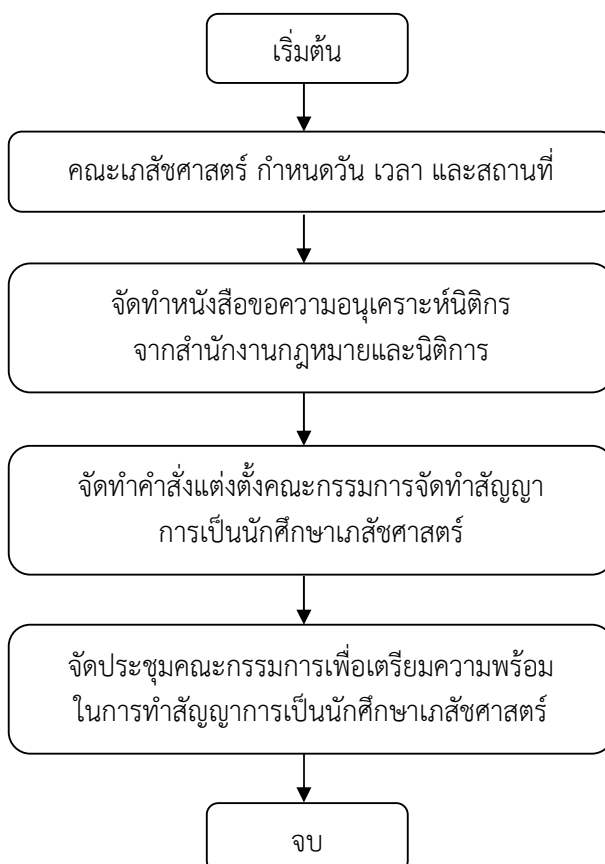 เริ่มต้น
คณะเภสัชศาสตร์ กำหนดวัน เวลา และสถานที่
จัดทำหนังสือขอความอนุเคราะห์นิติกร
จากสำนักงานกฎหมายและนิติการ
จัดทำคำสั่งแต่งตั้งคณะกรรมการจัดทำสัญญา
การเป็นนักศึกษาเภสัชศาสตร์
จัดประชุมคณะกรรมการเพื่อเตรียมความพร้อม
ในการทำสัญญาการเป็นนักศึกษาเภสัชศาสตร์
จบ